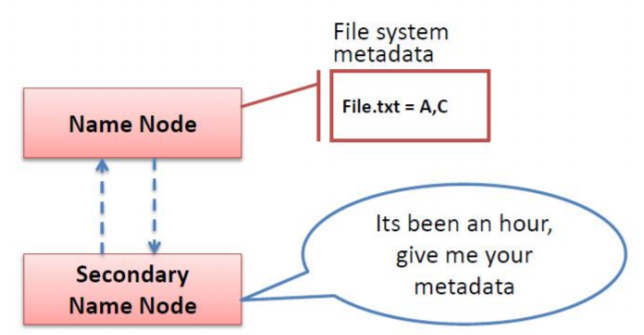 File system
metadata
Name Node
File.txt = A,C
Secondary
Name Node
Its been an hour,
give me your
metadata